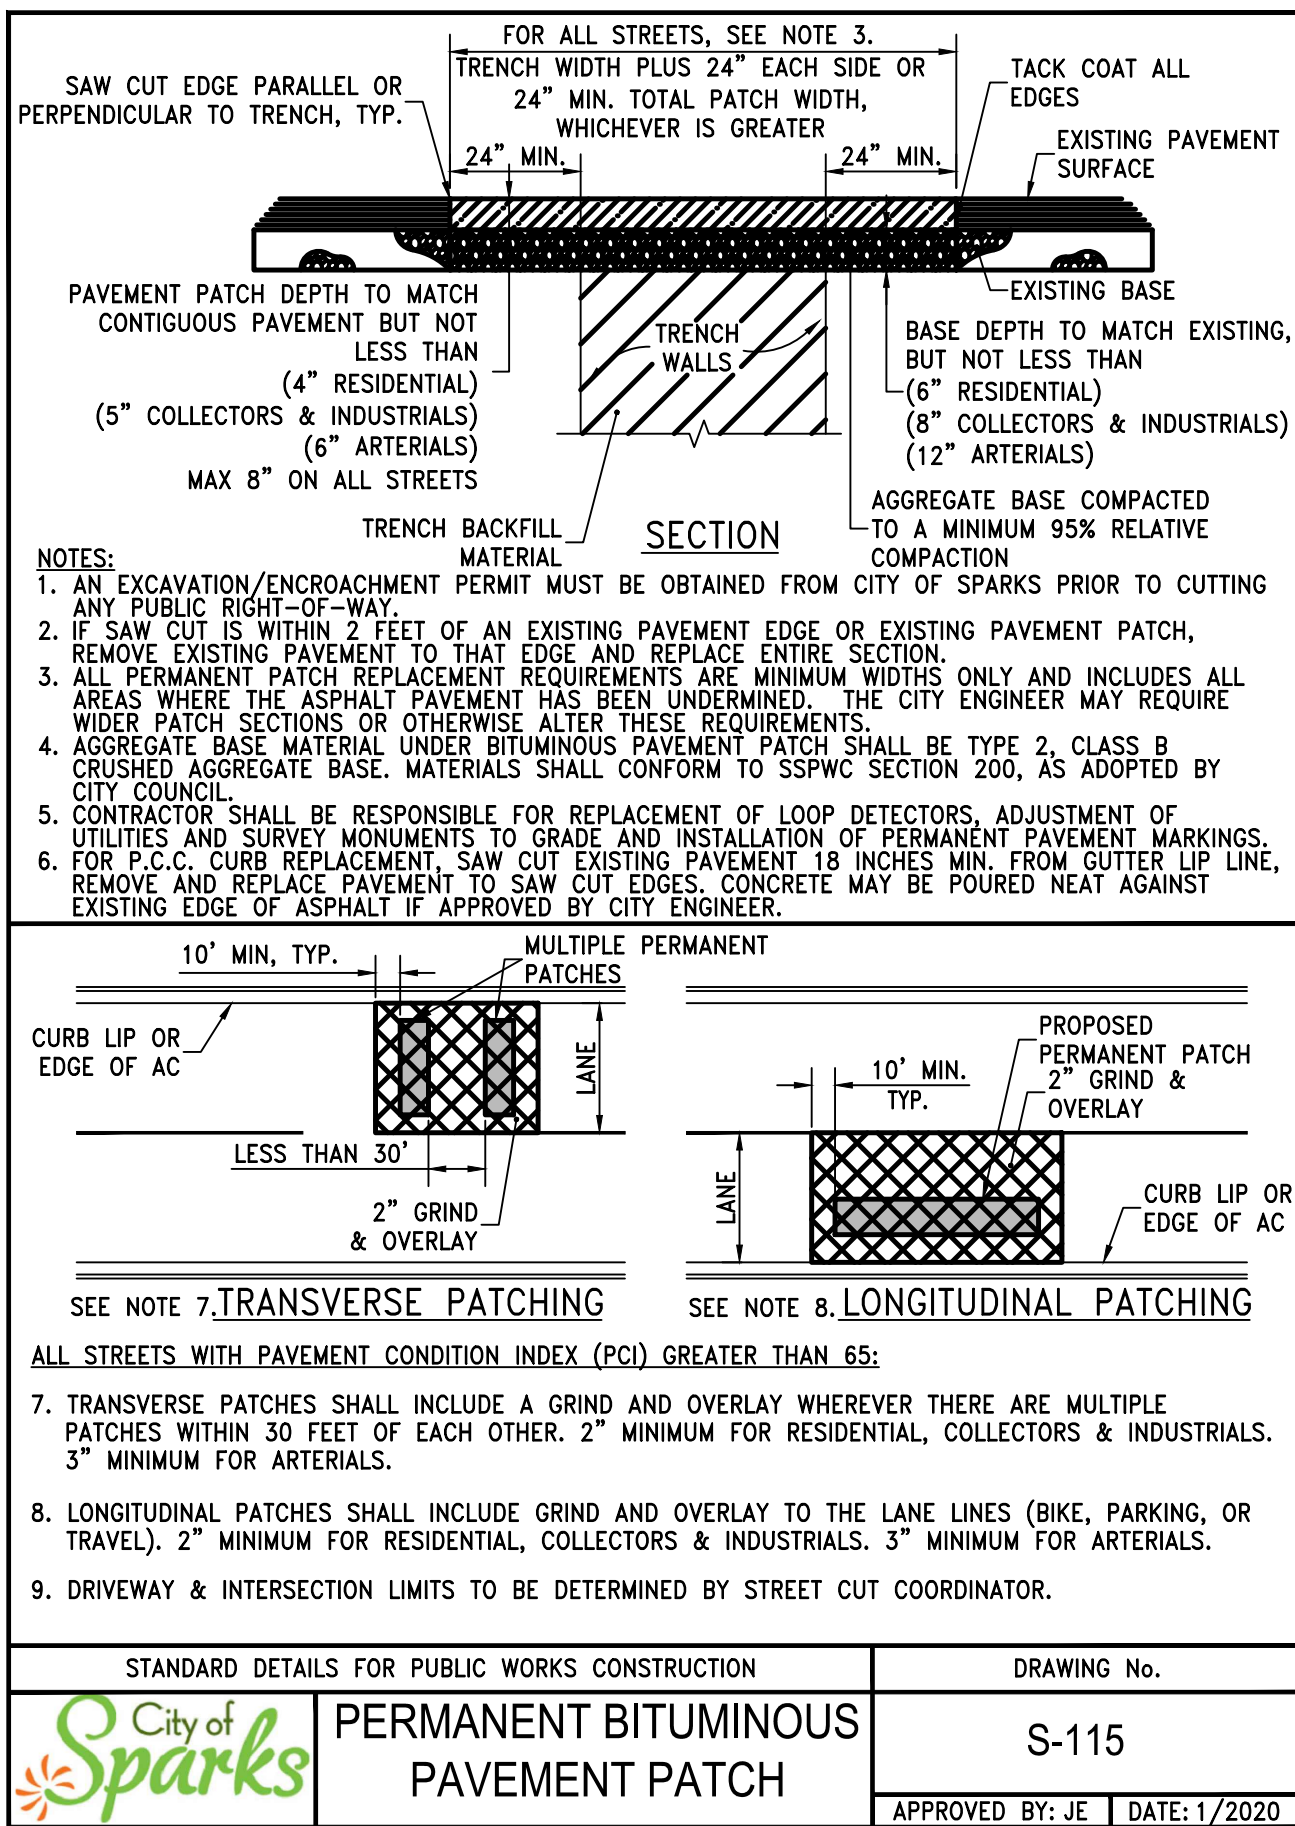 FOR ALL STREETS, SEE NOTE 3.
TRENCH WIDTH PLUS 24" EACH SIDE OR
24" MIN. TOTAL PATCH WIDTH,
WHICHEVER IS GREATER
SAW CUT EDGE PARALLEL OR
PERPENDICULAR TO TRENCH, TYP.
TACK COAT ALL
EDGES
EXISTING PAVEMENT
SURFACE
24" MIN.
24" MIN.
PAVEMENT PATCH DEPTH TO MATCH
CONTIGUOUS PAVEMENT BUT NOT
LESS THAN
(4" RESIDENTIAL)
(5" COLLECTORS & INDUSTRIALS)
(6" ARTERIALS)
MAX 8" ON ALL STREETS
TRENCH
WALLS
EXISTING BASE
BASE DEPTH TO MATCH EXISTING,
BUT NOT LESS THAN
(6" RESIDENTIAL)
(8" COLLECTORS & INDUSTRIALS)
(12" ARTERIALS)
TRENCH BACKFILL
MATERIAL
SECTION
AGGREGATE BASE COMPACTED
TO A MINIMUM 95% RELATIVE
COMPACTION
NOTES:
1. AN EXCAVATION/ENCROACHMENT PERMIT MUST BE OBTAINED FROM CITY OF SPARKS PRIOR TO CUTTING
ANY PUBLIC RIGHT-OF-WAY.
2. IF SAW CUT IS WITHIN 2 FEET OF AN EXISTING PAVEMENT EDGE OR EXISTING PAVEMENT PATCH,
REMOVE EXISTING PAVEMENT TO THAT EDGE AND REPLACE ENTIRE SECTION.
3. ALL PERMANENT PATCH REPLACEMENT REQUIREMENTS ARE MINIMUM WIDTHS ONLY AND INCLUDES ALL
AREAS WHERE THE ASPHALT PAVEMENT HAS BEEN UNDERMINED. THE CITY ENGINEER MAY REQUIRE
WIDER PATCH SECTIONS OR OTHERWISE ALTER THESE REQUIREMENTS.
4. AGGREGATE BASE MATERIAL UNDER BITUMINOUS PAVEMENT PATCH SHALL BE TYPE 2, CLASS B
CRUSHED AGGREGATE BASE. MATERIALS SHALL CONFORM TO SSPWC SECTION 200, AS ADOPTED BY
CITY COUNCIL.
5. CONTRACTOR SHALL BE RESPONSIBLE FOR REPLACEMENT OF LOOP DETECTORS, ADJUSTMENT OF
UTILITIES AND SURVEY MONUMENTS TO GRADE AND INSTALLATION OF PERMANENT PAVEMENT MARKINGS.
6. FOR P.C.C. CURB REPLACEMENT, SAW CUT EXISTING PAVEMENT 18 INCHES MIN. FROM GUTTER LIP LINE,
REMOVE AND REPLACE PAVEMENT TO SAW CUT EDGES. CONCRETE MAY BE POURED NEAT AGAINST
EXISTING EDGE OF ASPHALT IF APPROVED BY CITY ENGINEER.
10' MIN, TYP.
MULTIPLE PERMANENT
PATCHES
CURB LIP OR
EDGE OF AC
LANE
LESS THAN 30'
2" GRIND
& OVERLAY
SEE NOTE 7. TRANSVERSE PATCHING
PROPOSED
PERMANENT PATCH
2" GRIND &
OVERLAY
10' MIN.
TYP.
LANE
CURB LIP OR
EDGE OF AC
SEE NOTE 8. LONGITUDINAL PATCHING
ALL STREETS WITH PAVEMENT CONDITION INDEX (PCI) GREATER THAN 65:
7. TRANSVERSE PATCHES SHALL INCLUDE A GRIND AND OVERLAY WHEREVER THERE ARE MULTIPLE
PATCHES WITHIN 30 FEET OF EACH OTHER. 2" MINIMUM FOR RESIDENTIAL, COLLECTORS & INDUSTRIALS.
3" MINIMUM FOR ARTERIALS.
8. LONGITUDINAL PATCHES SHALL INCLUDE GRIND AND OVERLAY TO THE LANE LINES (BIKE, PARKING, OR
TRAVEL). 2" MINIMUM FOR RESIDENTIAL, COLLECTORS & INDUSTRIALS. 3" MINIMUM FOR ARTERIALS.
9. DRIVEWAY & INTERSECTION LIMITS TO BE DETERMINED BY STREET CUT COORDINATOR.
STANDARD DETAILS FOR PUBLIC WORKS CONSTRUCTION
DRAWING No.
City of
Sparks
PERMANENT BITUMINOUS
PAVEMENT PATCH
S-115
APPROVED BY: JE
DATE: 1/2020